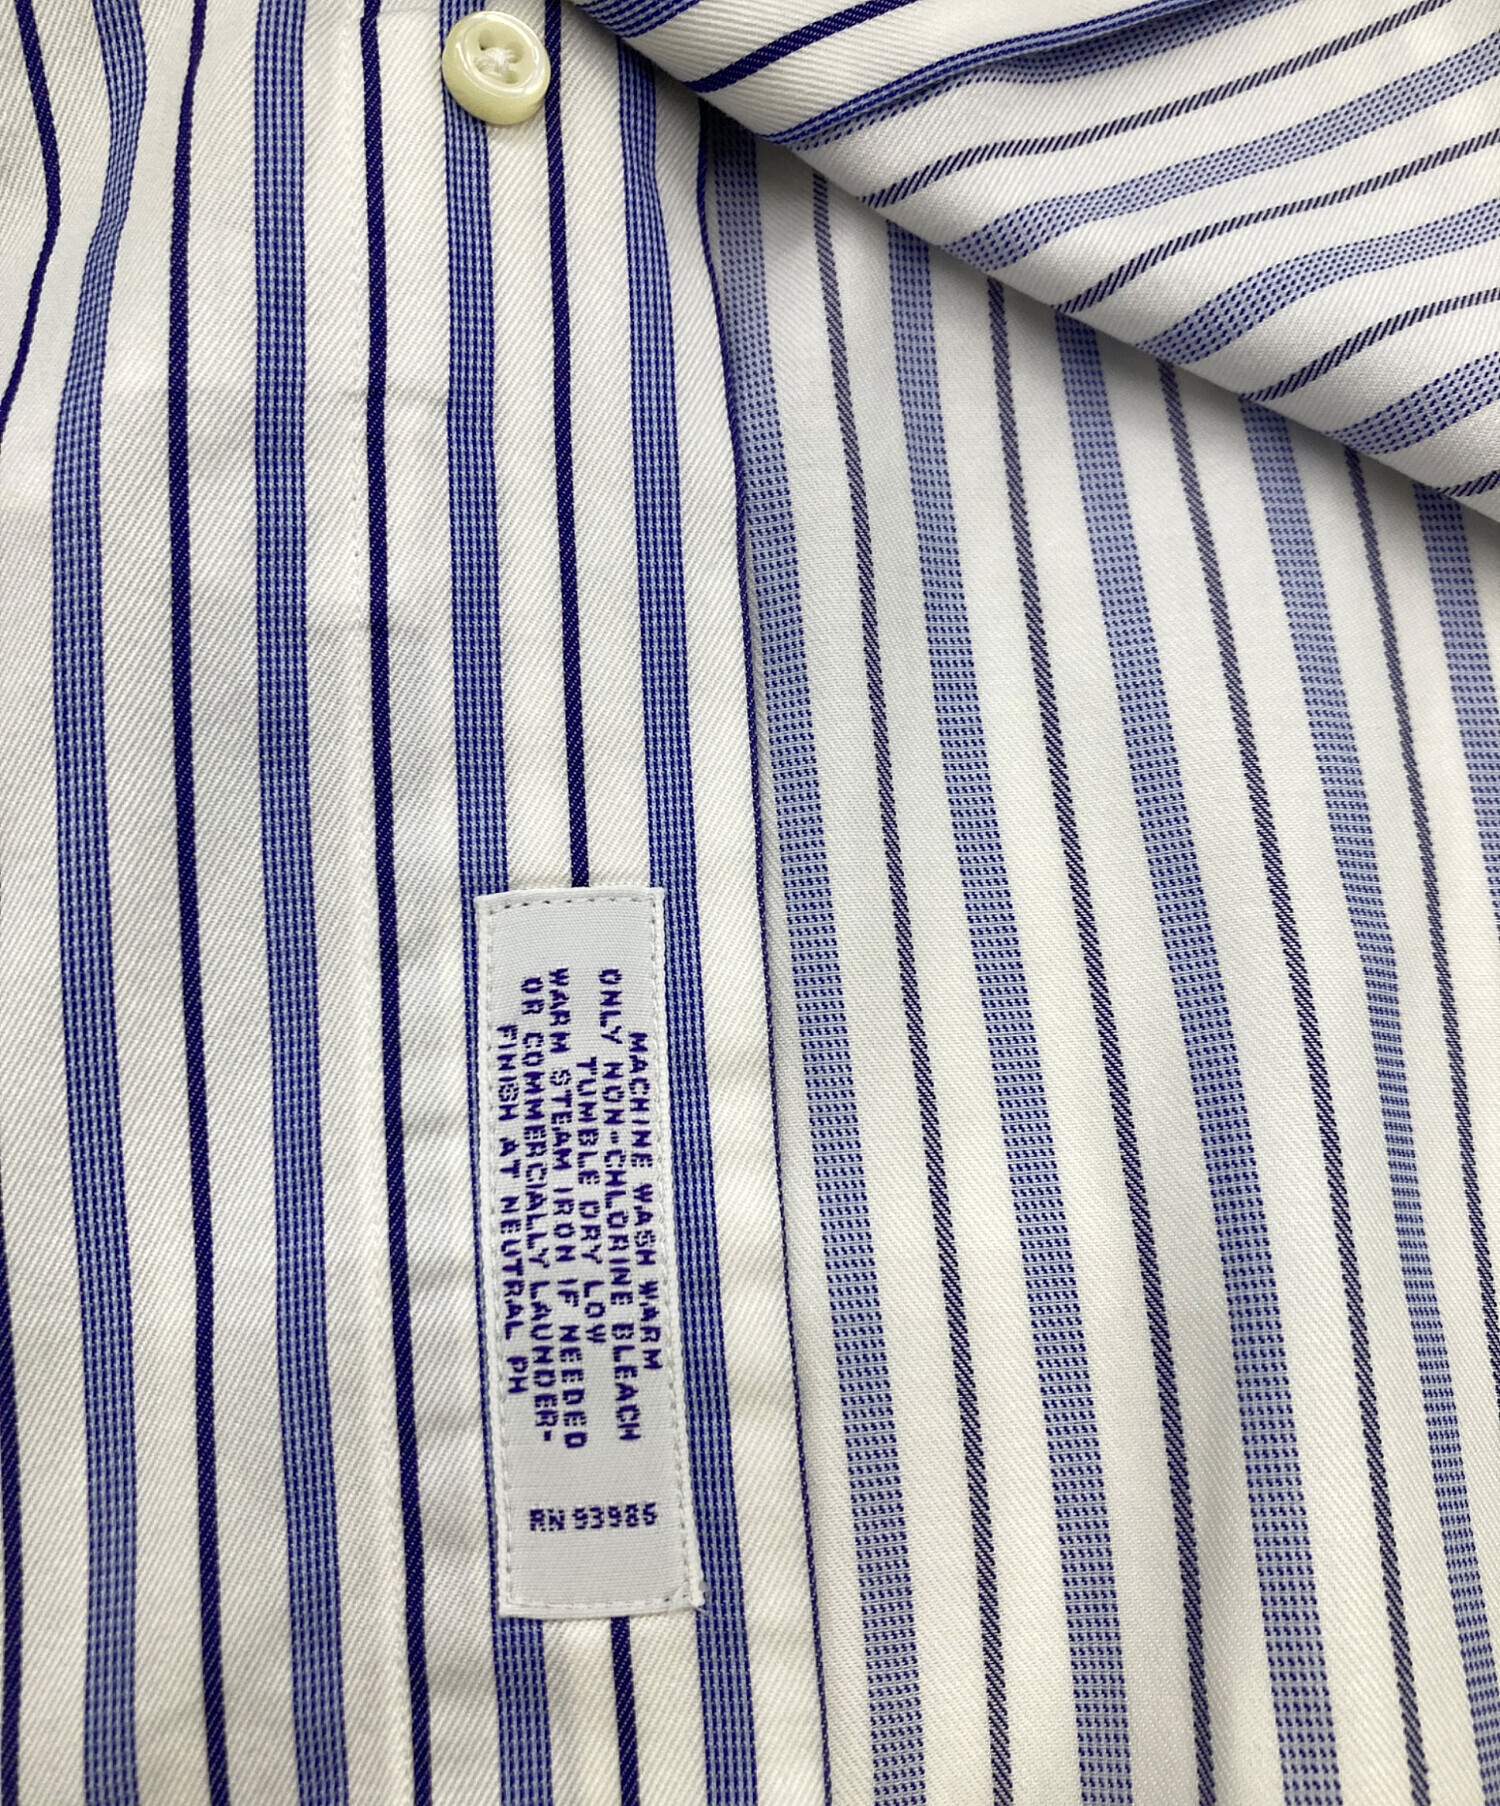 MACHINE WASH WARM
ONLY NON-CHLORINE BLEACH
TUMBLE DRY LOW
WARM STEAM IRON IF NEEDED
OR COMMERCIALLY LAUNDER-
FINISH AT NEUTRAL PH
RN 93986